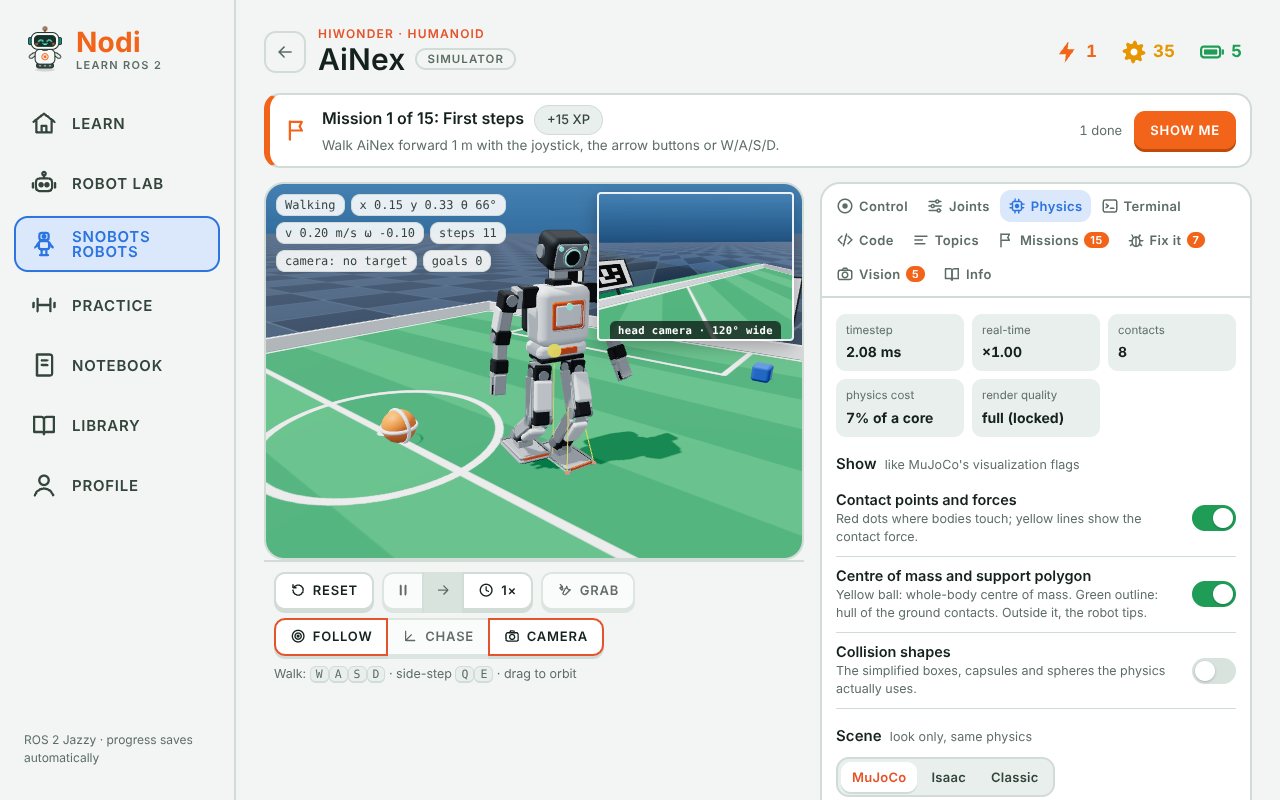 Nodi
LEARN ROS 2
LEARN
ROBOT LAB
SNOBOTS
ROBOTS
PRACTICE
NOTEBOOK
LIBRARY
PROFILE
ROS 2 Jazzy · progress saves
automatically
HIWONDER · HUMANOID
AiNex
SIMULATOR
1
35
5
Mission 1 of 15: First steps
+15 XP
Walk AiNex forward 1 m with the joystick, the arrow buttons or W/A/S/D.
1 done
SHOW ME
Walking
x 0.15 y 0.33 θ 66°
v 0.20 m/s ω -0.10
steps 11
camera: no target
goals 0
head camera · 120° wide
RESET
1×
GRAB
FOLLOW
CHASE
CAMERA
Walk: W A S D · side-step Q E · drag to orbit
Control
Joints
Physics
Terminal
Code
Topics
Missions 15
Fix it 7
Vision 5
Info
timestep
2.08 ms
real-time
×1.00
contacts
8
physics cost
7% of a core
render quality
full (locked)
Show like MuJoCo's visualization flags
Contact points and forces
Red dots where bodies touch; yellow lines show the
contact force.
Centre of mass and support polygon
Yellow ball: whole-body centre of mass. Green outline:
hull of the ground contacts. Outside it, the robot tips.
Collision shapes
The simplified boxes, capsules and spheres the physics
actually uses.
Scene look only, same physics
MuJoCo
Isaac
Classic